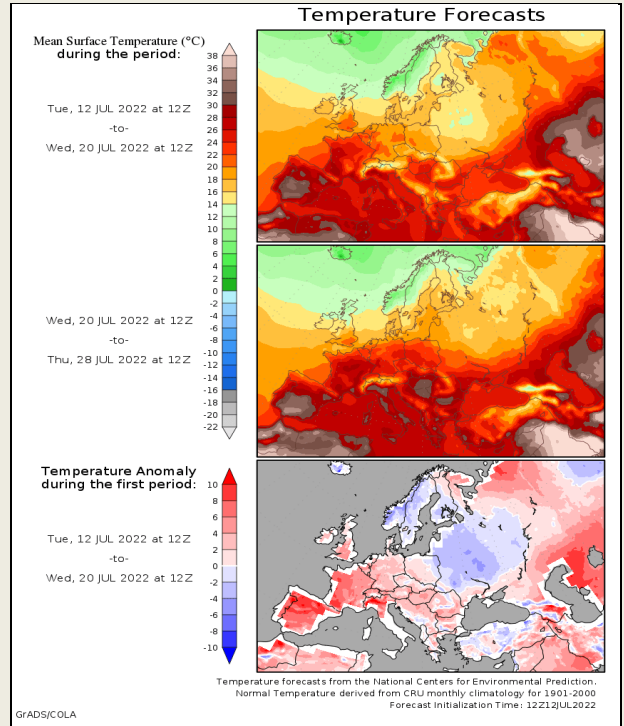 Temperature Forecasts
Mean Surface Temperature (°C)
during the period:
Tue, 12 JUL 2022 at 12Z
-to-
Wed, 20 JUL 2022 at 12Z
38
36
34
32
30
28
26
24
22
20
18
16
14
12
10
8
6
4
2
0
-2
-4
-6
-8
-10
-12
-14
-16
-18
-20
-22
Wed, 20 JUL 2022 at 12Z
-to-
Thu, 28 JUL 2022 at 12Z
Temperature Anomaly
during the first period:
Tue, 12 JUL 2022 at 12Z
-to-
Wed, 20 JUL 2022 at 12Z
10
8
6
4
2
0
-2
-4
-6
-8
-10
Temperature forecasts from the National Centers for Environmental Prediction.
Normal Temperature derived from CRU monthly climatology for 1901-2000
Forecast Initialization Time: 12Z12JUL2022
GrADS/COLA